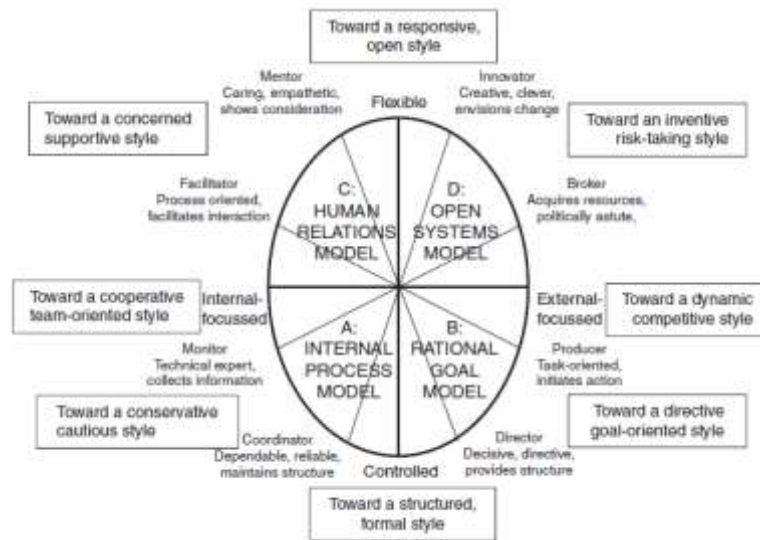 Toward a responsive,
open style
Mentor
Caring, empathetic,
shows consideration
Flexible
Innovator
Creative, clever,
envisions change
Toward a concerned
supportive style
Toward an inventive
risk-taking style
Facilitator
Process oriented,
facilitates interaction
C:
HUMAN
RELATIONS
MODEL
D:
OPEN
SYSTEMS
MODEL
Broker
Acquires resources,
politically astute,
Toward a cooperative
team-oriented style
Internal-
focussed
External-
focussed
Toward a dynamic
competitive style
Monitor
Technical expert,
collects information
A:
INTERNAL
PROCESS
MODEL
B:
RATIONAL
GOAL
MODEL
Producer
Task-oriented,
initiates action
Toward a conservative
cautious style
Toward a directive
goal-oriented style
Coordinator
Dependable, reliable,
maintains structure
Controlled
Director
Decisive, directive,
provides structure
Toward a structured,
formal style